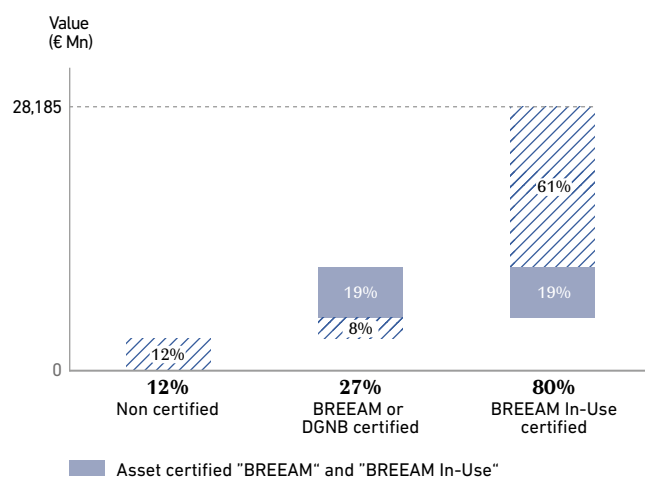 Value
(€ Mn)
28,185
61%
19%
19%
8%
12%
0
12%
27%
80%
Non certified
BREEAM or
DGNB certified
BREEAM In-Use
certified
Asset certified ”BREEAM“ and ”BREEAM In-Use“